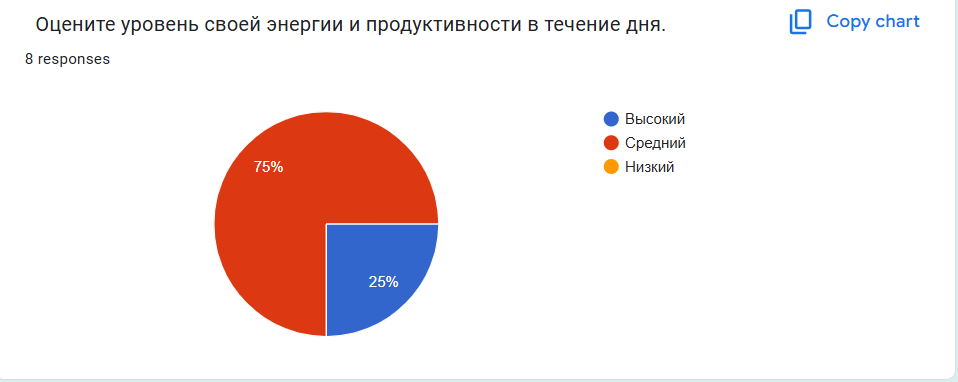 Оцените уровень своей энергии и продуктивности в течение дня.
Copy chart
8 responses
Высокий
Средний
Низкий
75%
25%